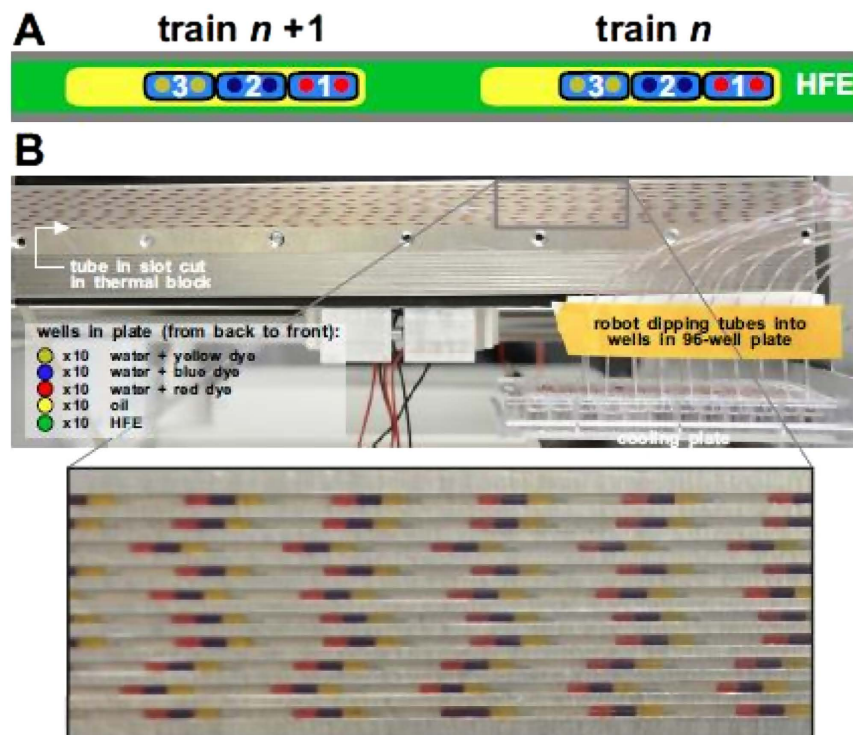 A
train n +1
train n
3 2 1
3 2 1
HFE
B
tube in slot cut
in thermal block
wells in plate (from back to front):
x10 water + yellow dye
x10 water + blue dye
x10 water + red dye
x10 oil
x10 HFE
robot dipping tubes into
wells in 96-well plate
cooling plate